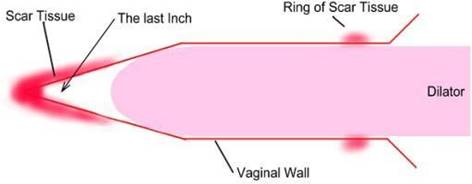 Scar Tissue
The last Inch
Ring of Scar Tissue
Dilator
Vaginal Wall